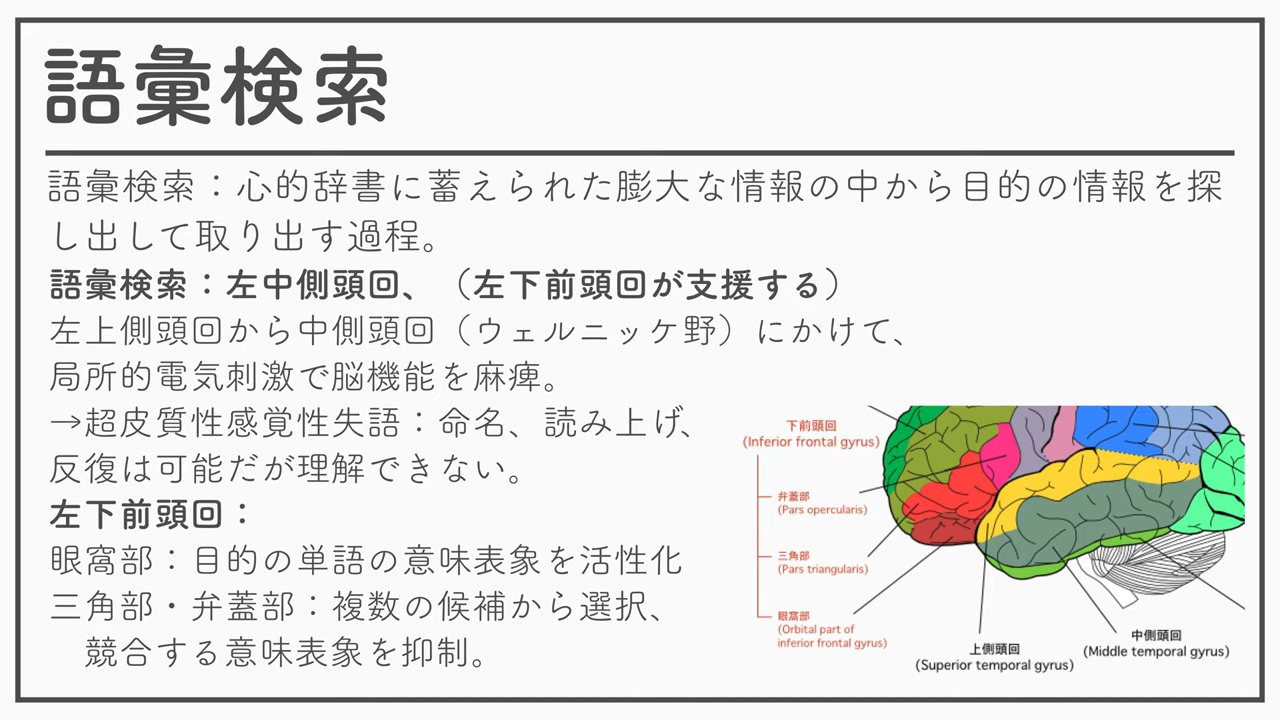 語彙検索
語彙検索：心的辞書に蓄えられた膨大な情報の中から目的の情報を探
し出して取り出す過程。
語彙検索：左中側頭回、（左下前頭回が支援する）
左上側頭回から中側頭回（ウェルニッケ野）にかけて、
局所的電気刺激で脳機能を麻痺。
→超皮質性感覚性失語：命名、読み上げ、
反復は可能だが理解できない。
左下前頭回：
眼窩部：目的の単語の意味表象を活性化
三角部・弁蓋部：複数の候補から選択、
競合する意味表象を抑制。
下前頭回
(Inferior frontal gyrus)
弁蓋部
(Pars opercularis)
三角部
(Pars triangularis)
眼窩部
(Orbital part of
inferior frontal gyrus)
上側頭回
(Superior temporal gyrus)
中側頭回
(Middle temporal gyrus)